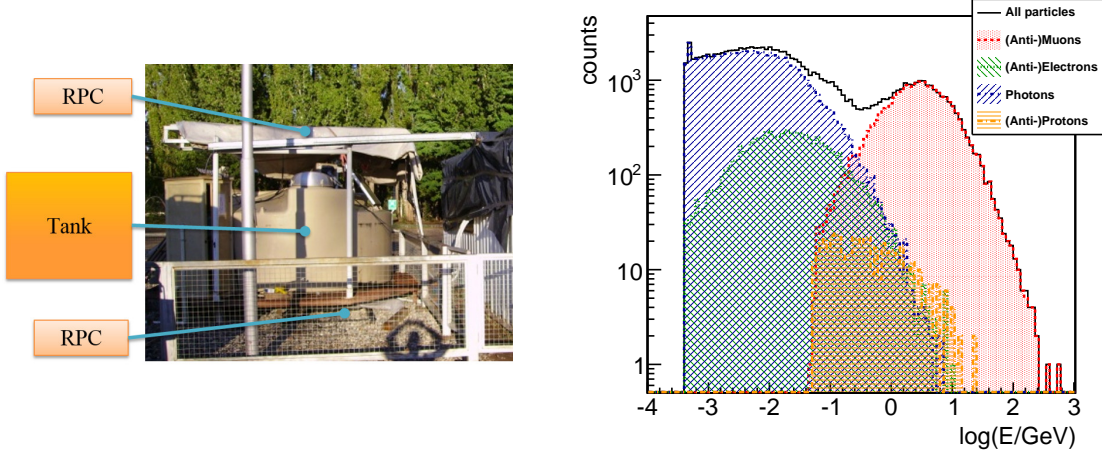 RPC
Tank
RPC
counts
10³
10²
10
1
-4 -3 -2 -1 0 1 2 3
log(E/GeV)
All particles
(Anti-)Muons
(Anti-)Electrons
Photons
(Anti-)Protons